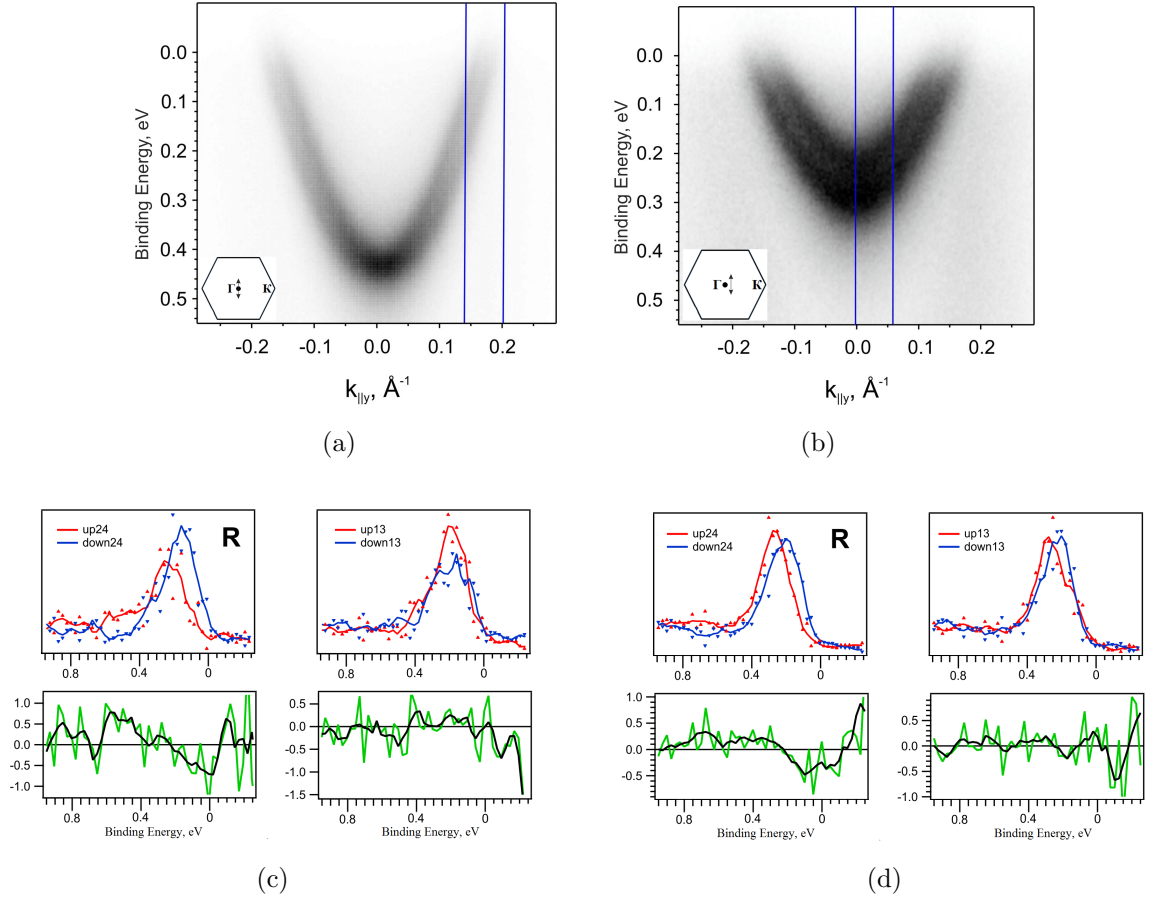 0.0
0.1
0.2
0.3
0.4
0.5
Binding Energy, eV
Γ K
-0.2 -0.1 0.0 0.1 0.2
k||y, Å-1
(a)
0.0
0.1
0.2
0.3
0.4
0.5
Binding Energy, eV
Γ K
-0.2 -0.1 0.0 0.1 0.2
k||y, Å-1
(b)
up24
down24
R
0.8 0.4 0
1.0
0.5
0.0
-0.5
-1.0
0.8 0.4 0
Binding Energy, eV
up13
down13
0.8 0.4 0
0.5
0.0
-0.5
-1.0
-1.5
0.8 0.4 0
Binding Energy, eV
(c)
up24
down24
R
0.8 0.4 0
1.0
0.5
0.0
-0.5
0.8 0.4 0
Binding Energy, eV
up13
down13
0.8 0.4 0
0.5
0.0
-0.5
-1.0
0.8 0.4 0
Binding Energy, eV
(d)